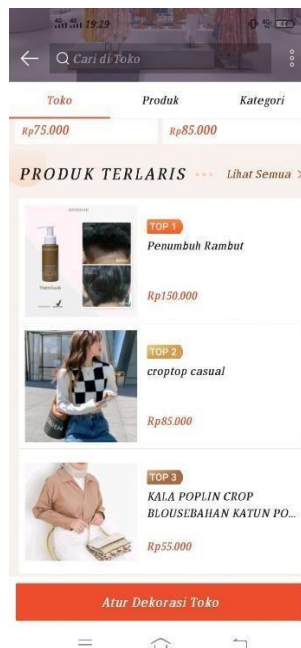 19:29
Cari di Toko
Toko Produk Kategori
Rp75.000 Rp85.000
PRODUK TERLARIS Lihat Semua >
TOP 1
Penumbuh Rambut
Rp150.000
TOP 2
croptop casual
Rp85.000
TOP 3
KALA POPLIN CROP
BLOUSEBAHAN KATUN PO...
Rp55.000
Atur Dekorasi Toko